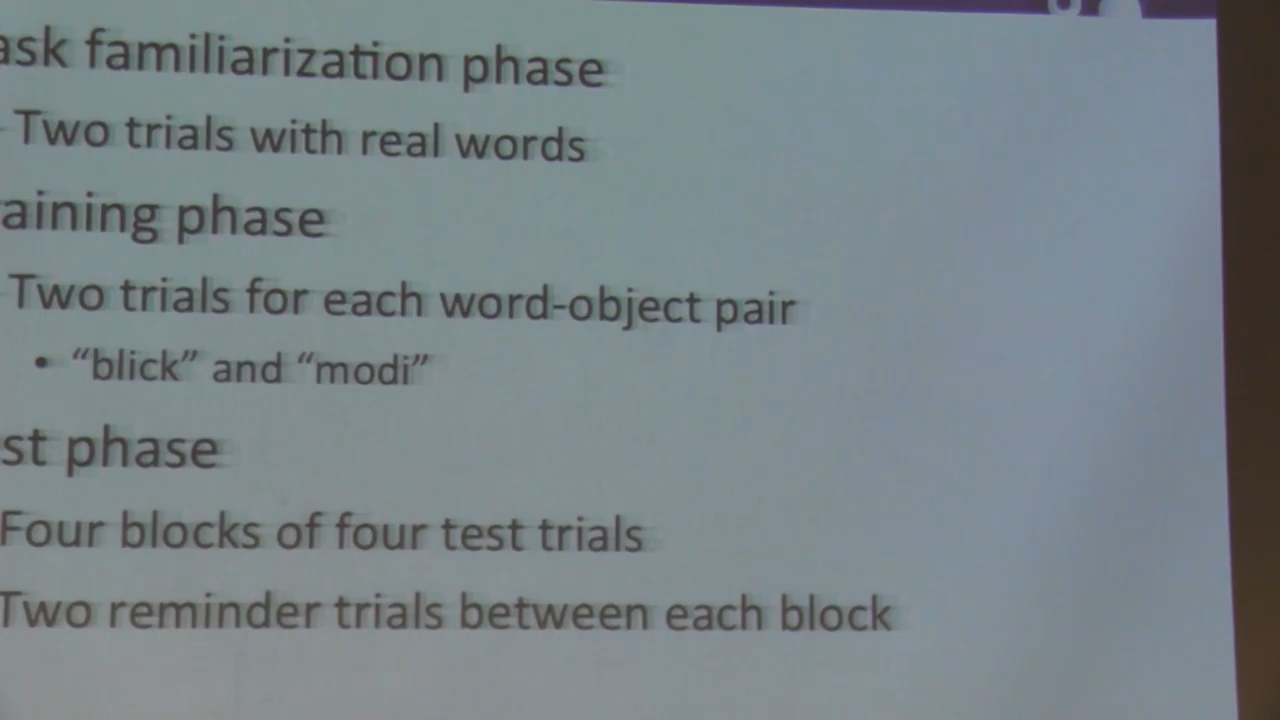 ask familiarization phase
Two trials with real words
aining phase
Two trials for each word-object pair
• “blick” and “modi”
st phase
Four blocks of four test trials
Two reminder trials between each block